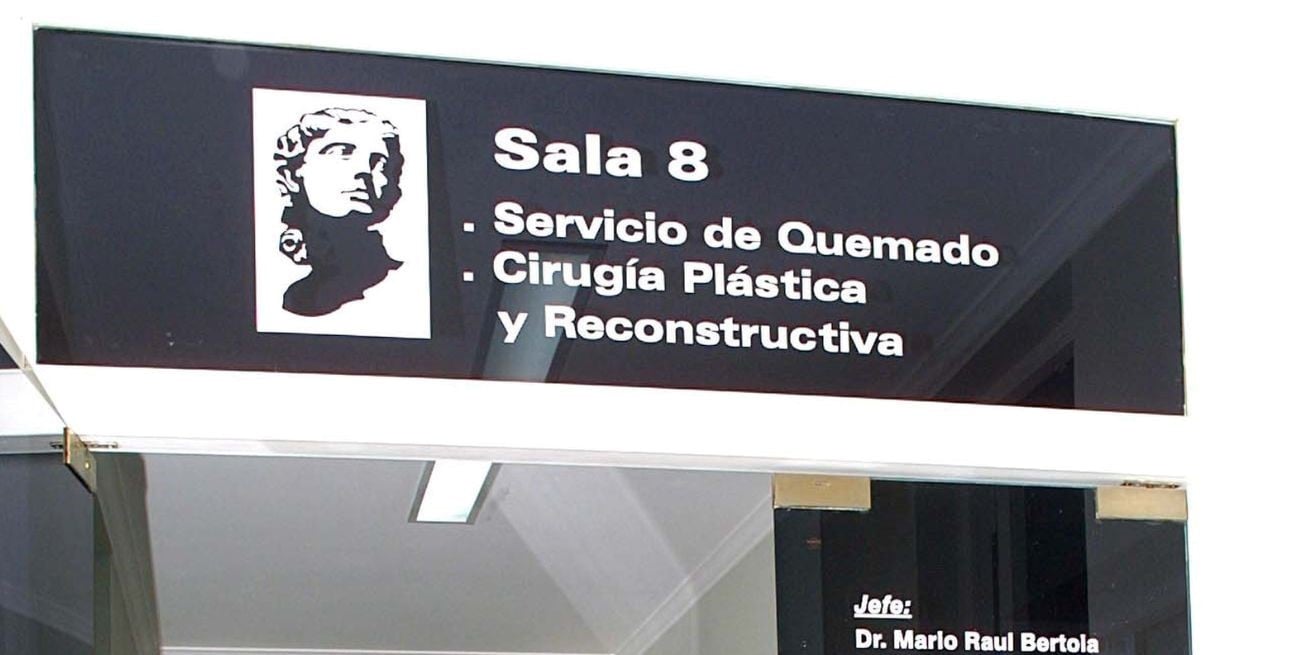 Sala 8
. Servicio de Quemado
. Cirugía Plástica
y Reconstructiva
Jefe:
Dr. Mario Raul Bertola